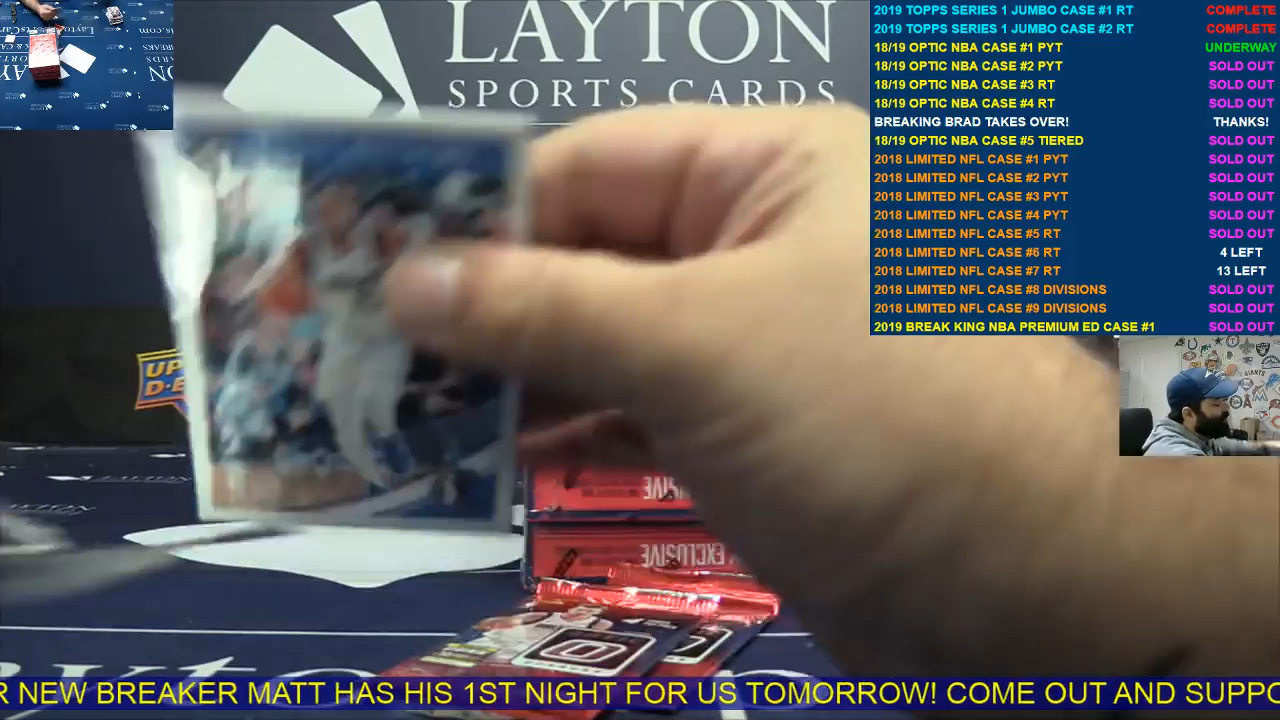 LAYTON
SPORTS CARDS
2019 TOPPS SERIES 1 JUMBO CASE #1 RT COMPLETE
2019 TOPPS SERIES 1 JUMBO CASE #2 RT COMPLETE
18/19 OPTIC NBA CASE #1 PYT UNDERWAY
18/19 OPTIC NBA CASE #2 PYT SOLD OUT
18/19 OPTIC NBA CASE #3 RT SOLD OUT
18/19 OPTIC NBA CASE #4 RT SOLD OUT
BREAKING BRAD TAKES OVER! THANKS!
18/19 OPTIC NBA CASE #5 TIERED SOLD OUT
2018 LIMITED NFL CASE #1 PYT SOLD OUT
2018 LIMITED NFL CASE #2 PYT SOLD OUT
2018 LIMITED NFL CASE #3 PYT SOLD OUT
2018 LIMITED NFL CASE #4 PYT SOLD OUT
2018 LIMITED NFL CASE #5 RT SOLD OUT
2018 LIMITED NFL CASE #6 RT 4 LEFT
2018 LIMITED NFL CASE #7 RT 13 LEFT
2018 LIMITED NFL CASE #8 DIVISIONS SOLD OUT
2018 LIMITED NFL CASE #9 DIVISIONS SOLD OUT
2019 BREAK KING NBA PREMIUM ED CASE #1 SOLD OUT
UP
D·E
GIANTS
EXCLUSIVE
R NEW BREAKER MATT HAS HIS 1ST NIGHT FOR US TOMORROW! COME OUT AND SUPPO